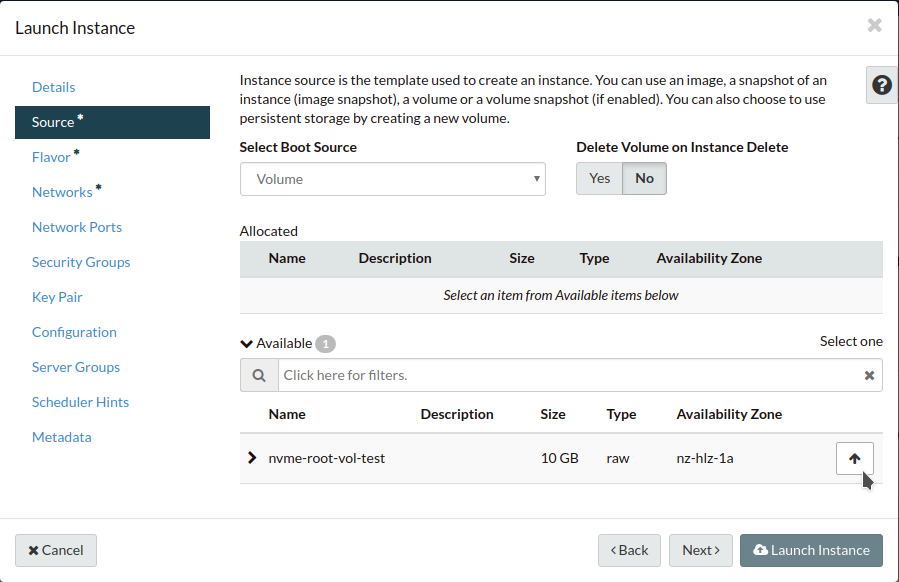 Launch Instance ×
Details
Source *
Flavor *
Networks *
Network Ports
Security Groups
Key Pair
Configuration
Server Groups
Scheduler Hints
Metadata
Instance source is the template used to create an instance. You can use an image, a snapshot of an
instance (image snapshot), a volume or a volume snapshot (if enabled). You can also choose to use
persistent storage by creating a new volume.
?
Select Boot Source Delete Volume on Instance Delete
Volume Yes No
Allocated
Name Description Size Type Availability Zone
Select an item from Available items below
Available 1 Select one
Click here for filters.
Name Description Size Type Availability Zone
nvme-root-vol-test 10 GB raw nz-hlz-1a
Cancel < Back Next > Launch Instance